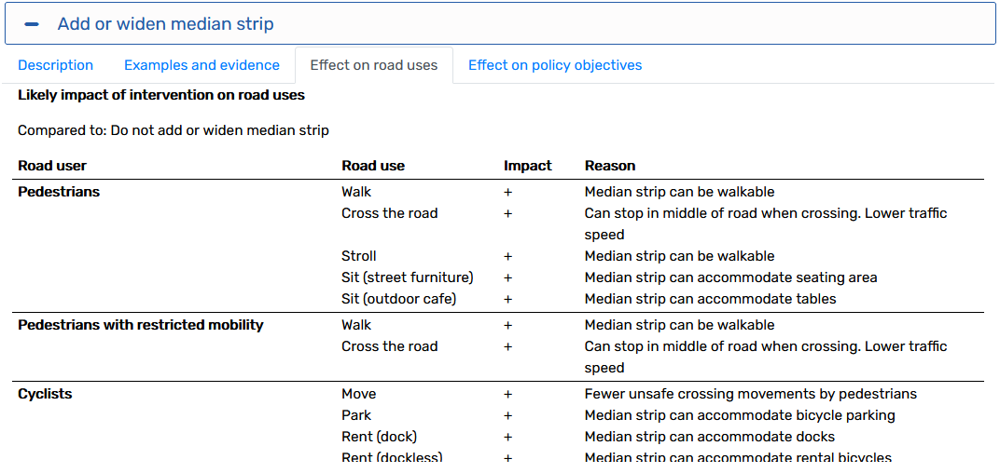 − Add or widen median strip
Description Examples and evidence Effect on road uses Effect on policy objectives
Likely impact of intervention on road uses
Compared to: Do not add or widen median strip
Road user Road use Impact Reason
Pedestrians Walk + Median strip can be walkable
Cross the road + Can stop in middle of road when crossing. Lower traffic
speed
Stroll + Median strip can be walkable
Sit (street furniture) + Median strip can accommodate seating area
Sit (outdoor cafe) + Median strip can accommodate tables
Pedestrians with restricted mobility Walk + Median strip can be walkable
Cross the road + Can stop in middle of road when crossing. Lower traffic
speed
Cyclists Move + Fewer unsafe crossing movements by pedestrians
Park + Median strip can accommodate bicycle parking
Rent (dock) + Median strip can accommodate docks
Rent (dockless) + Median strip can accommodate rental bicycles